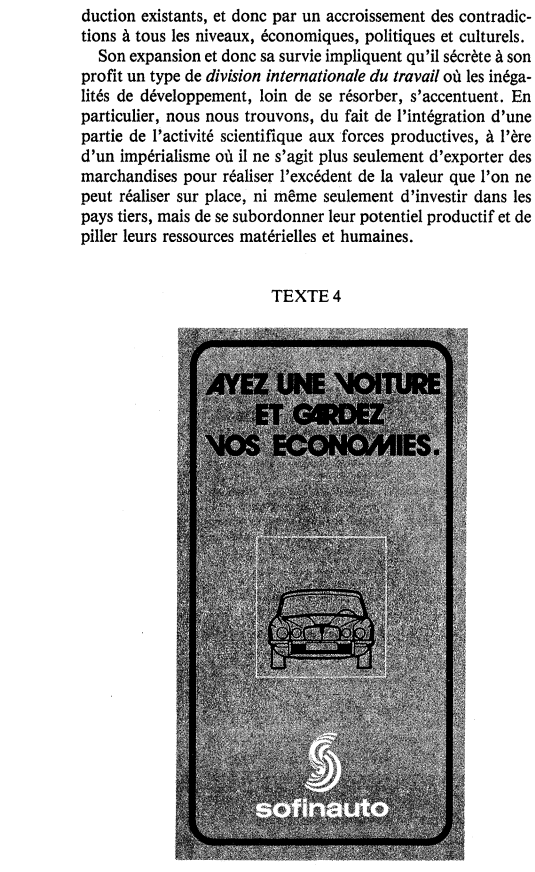 duction existants, et donc par un accroissement des contradic-
tions à tous les niveaux, économiques, politiques et culturels.
Son expansion et donc sa survie impliquent qu'il sécrète à son
profit un type de division internationale du travail où les inéga-
lités de développement, loin de se résorber, s'accentuent. En
particulier, nous nous trouvons, du fait de l'intégration d'une
partie de l'activité scientifique aux forces productives, à l'ère
d'un impérialisme où il ne s'agit plus seulement d'exporter des
marchandises pour réaliser l'excédent de la valeur que l'on ne
peut réaliser sur place, ni même seulement d'investir dans les
pays tiers, mais de se subordonner leur potentiel productif et de
piller leurs ressources matérielles et humaines.
TEXTE 4
AYEZ UNE VOITURE
ET GARDEZ
VOS ECONOMIES.
sofinauto